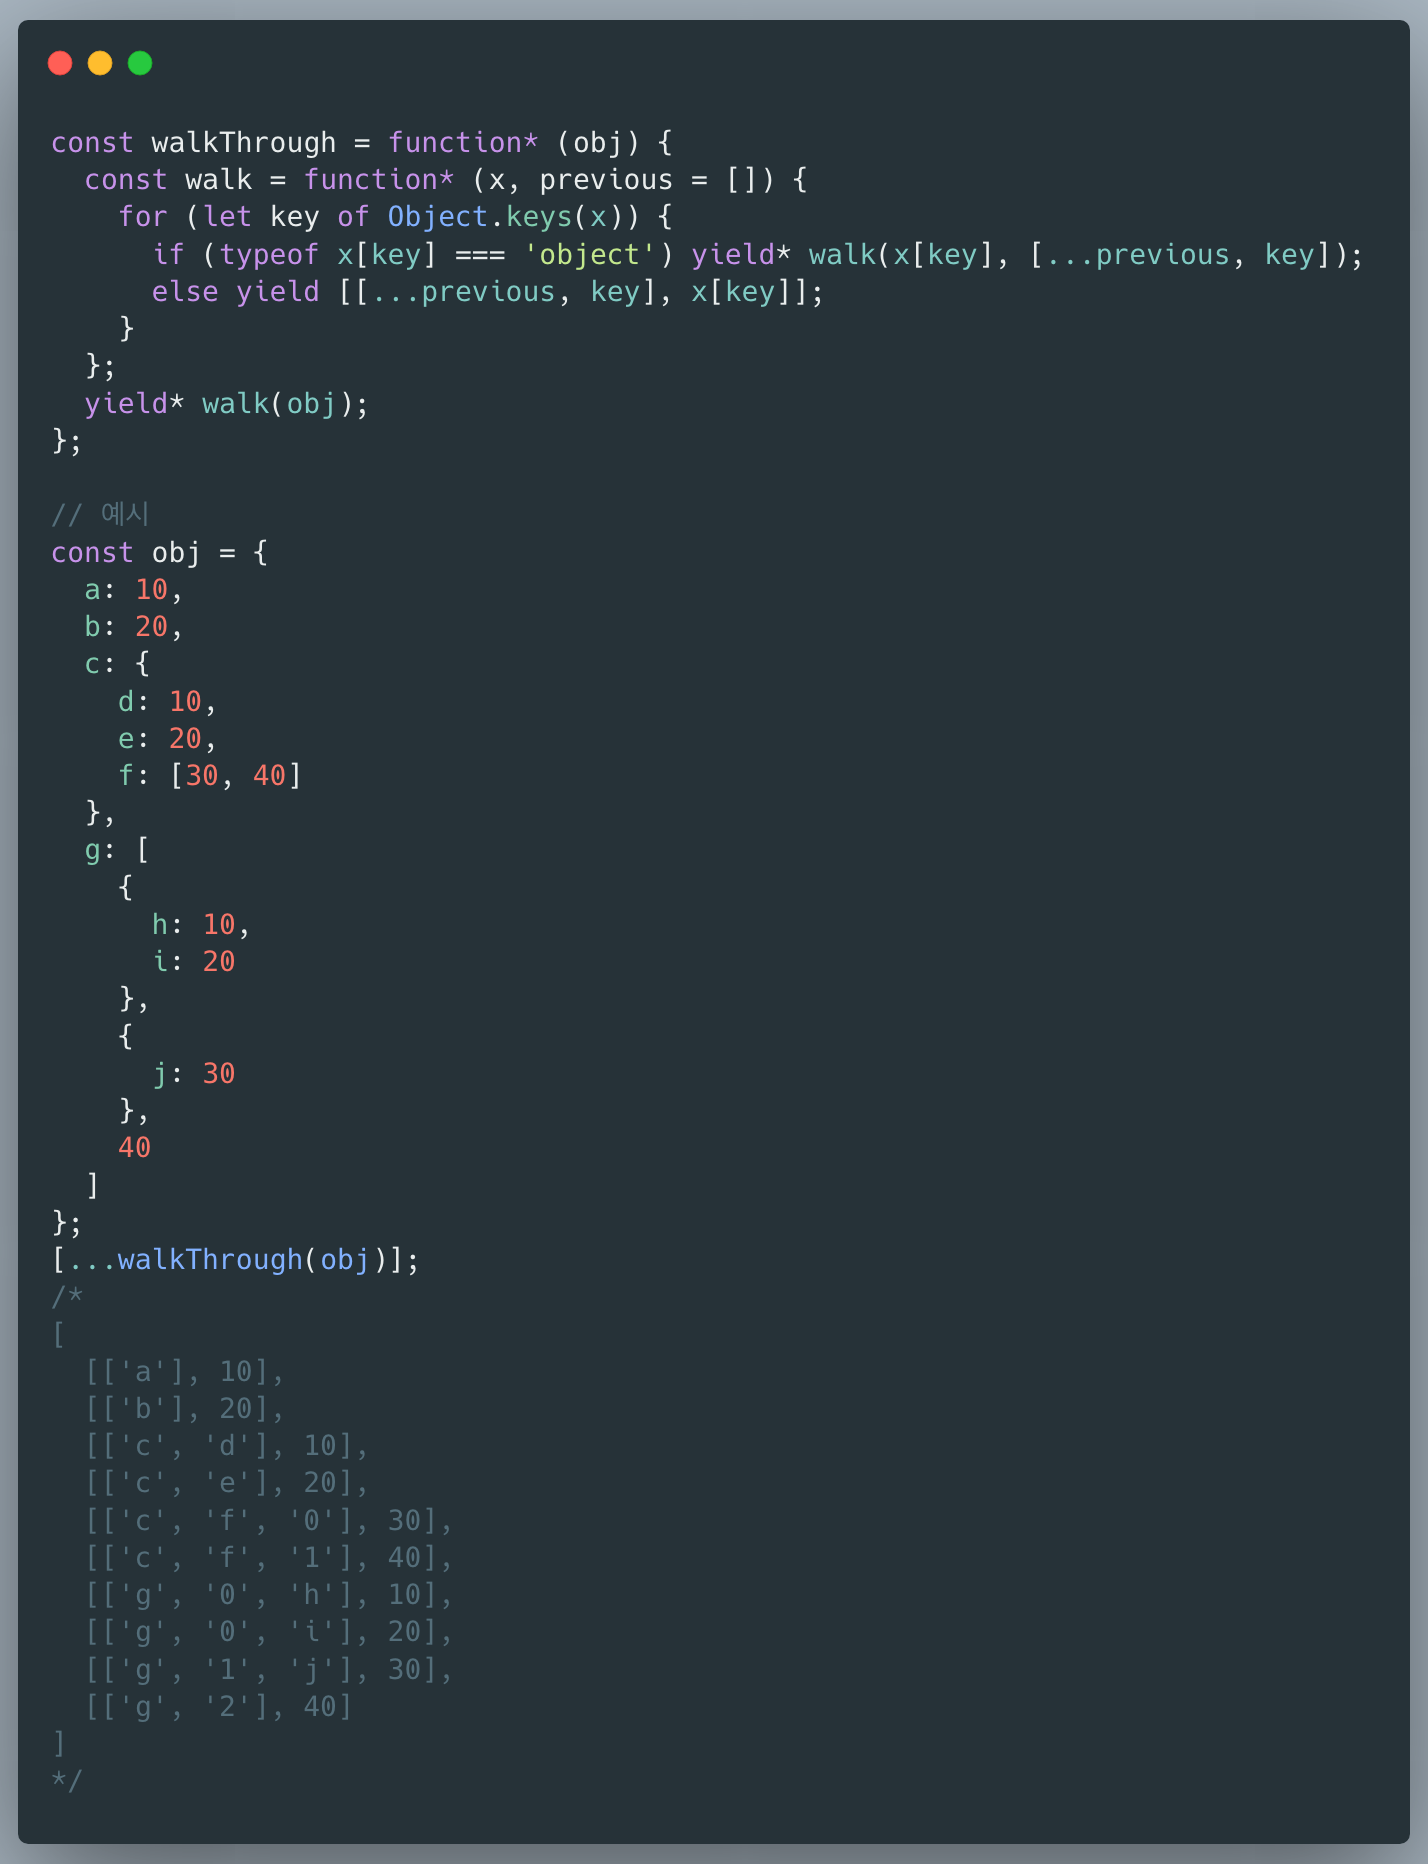 const walkThrough = function* (obj) {
  const walk = function* (x, previous = []) {
    for (let key of Object.keys(x)) {
      if (typeof x[key] === 'object') yield* walk(x[key], [...previous, key]);
      else yield [[...previous, key], x[key]];
    }
  };
  yield* walk(obj);
};

// 예시
const obj = {
  a: 10,
  b: 20,
  c: {
    d: 10,
    e: 20,
    f: [30, 40]
  },
  g: [
    {
      h: 10,
      i: 20
    },
    {
      j: 30
    },
    40
  ]
};
[...walkThrough(obj)];
/*
[
  [['a'], 10],
  [['b'], 20],
  [['c', 'd'], 10],
  [['c', 'e'], 20],
  [['c', 'f', '0'], 30],
  [['c', 'f', '1'], 40],
  [['g', '0', 'h'], 10],
  [['g', '0', 'i'], 20],
  [['g', '1', 'j'], 30],
  [['g', '2'], 40]
]
*/